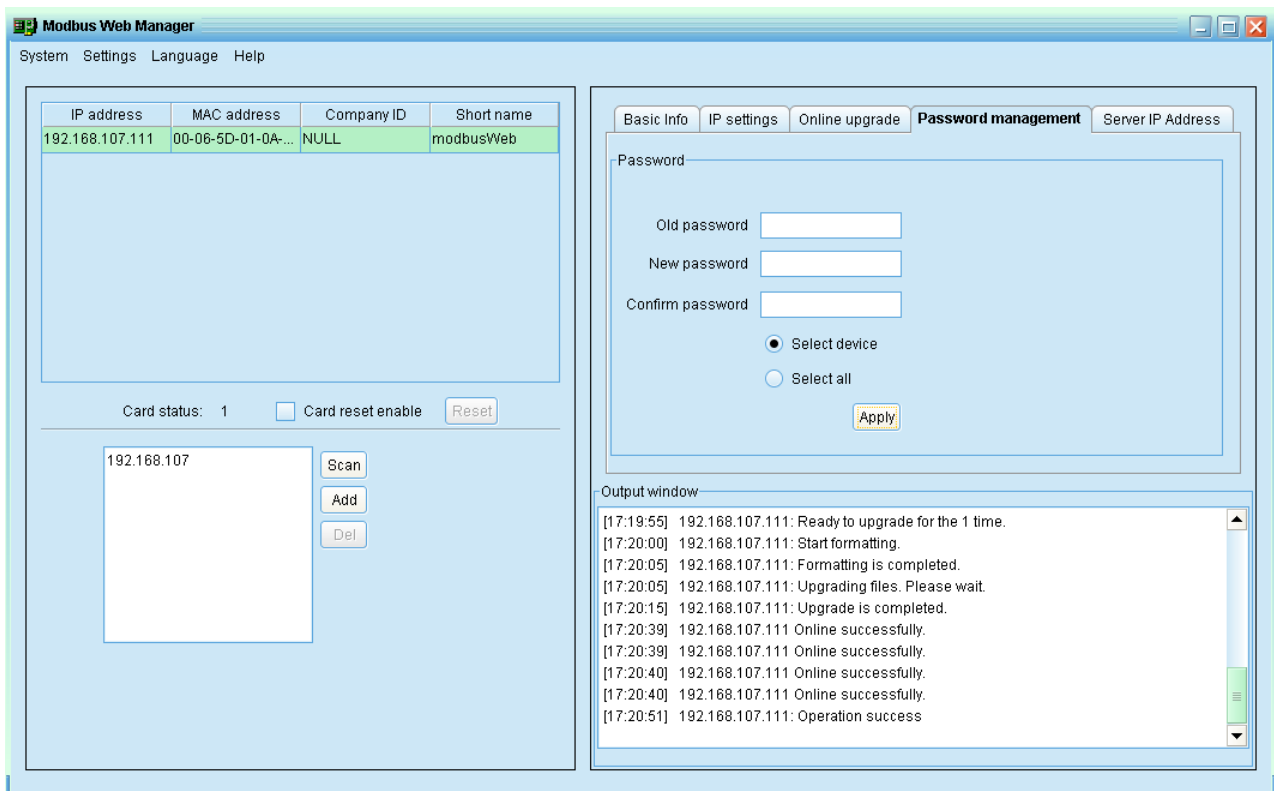 Modbus Web Manager
System Settings Language Help
IP address MAC address Company ID Short name
192.168.107.111 00-06-5D-01-0A-... NULL modbusWeb
Card status: 1 Card reset enable Reset
192.168.107
Scan
Add
Del
Basic Info IP settings Online upgrade Password management Server IP Address
Password
Old password
New password
Confirm password
Select device
Select all
Apply
Output window
[17:19:55] 192.168.107.111: Ready to upgrade for the 1 time.
[17:20:00] 192.168.107.111: Start formatting.
[17:20:05] 192.168.107.111: Formatting is completed.
[17:20:05] 192.168.107.111: Upgrading files. Please wait.
[17:20:15] 192.168.107.111: Upgrade is completed.
[17:20:39] 192.168.107.111 Online successfully.
[17:20:39] 192.168.107.111 Online successfully.
[17:20:40] 192.168.107.111 Online successfully.
[17:20:40] 192.168.107.111 Online successfully.
[17:20:51] 192.168.107.111: Operation success